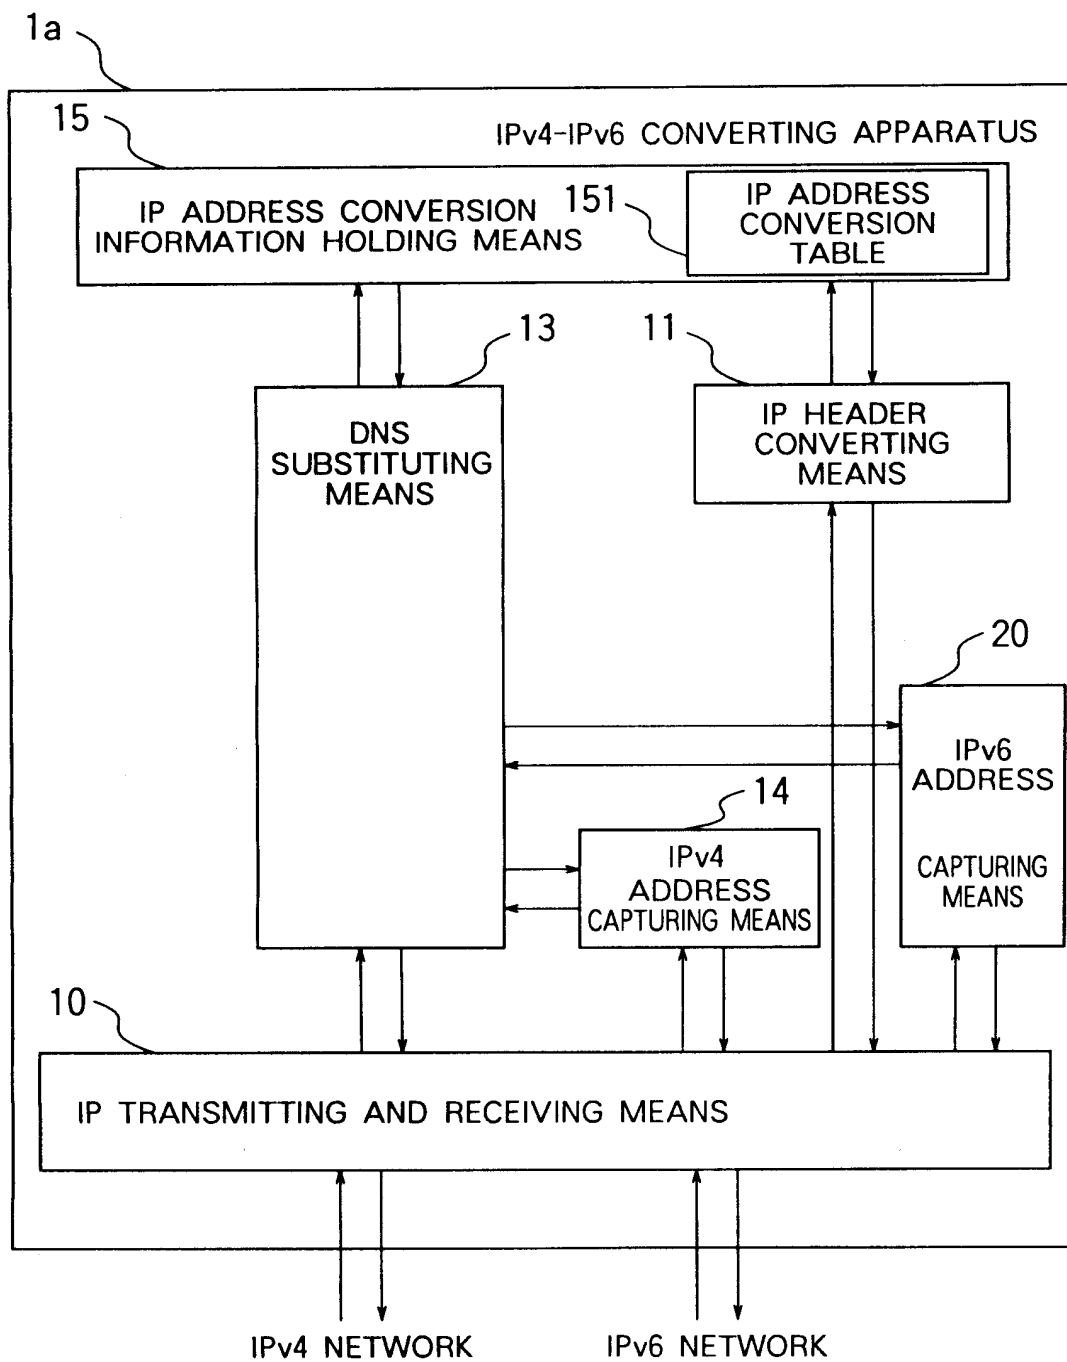 1a
15
IPv4-IPv6 CONVERTING APPARATUS
IP ADDRESS CONVERSION
INFORMATION HOLDING MEANS
151
IP ADDRESS
CONVERSION
TABLE
13
11
DNS
SUBSTITUTING
MEANS
IP HEADER
CONVERTING
MEANS
20
IPv6
ADDRESS
CAPTURING
MEANS
14
IPv4
ADDRESS
CAPTURING MEANS
10
IP TRANSMITTING AND RECEIVING MEANS
IPv4 NETWORK
IPv6 NETWORK